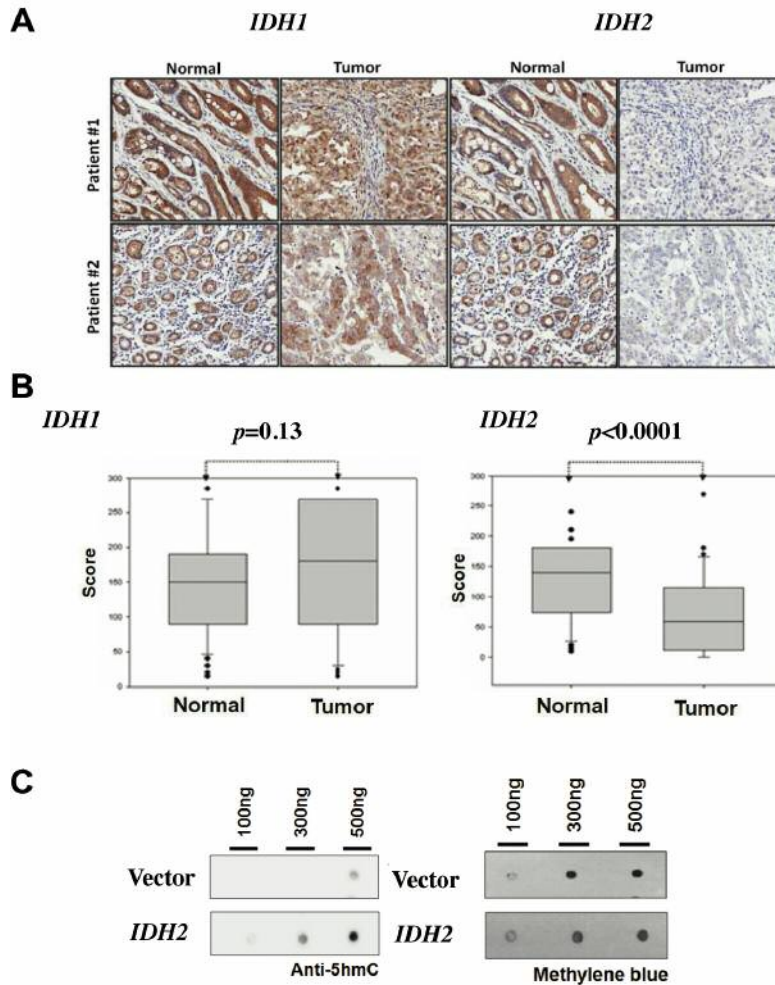 A
IDH1 IDH2
Normal Tumor Normal Tumor
Patient #1
Patient #2
B
IDH1 IDH2
p=0.13 p<0.0001
300
250
200
150
100
50
0
Score
Normal Tumor
300
250
200
150
100
50
0
Score
Normal Tumor
C
100ng 300ng 500ng 100ng 300ng 500ng
Vector Vector
IDH2 IDH2
Anti-5hmC Methylene blue